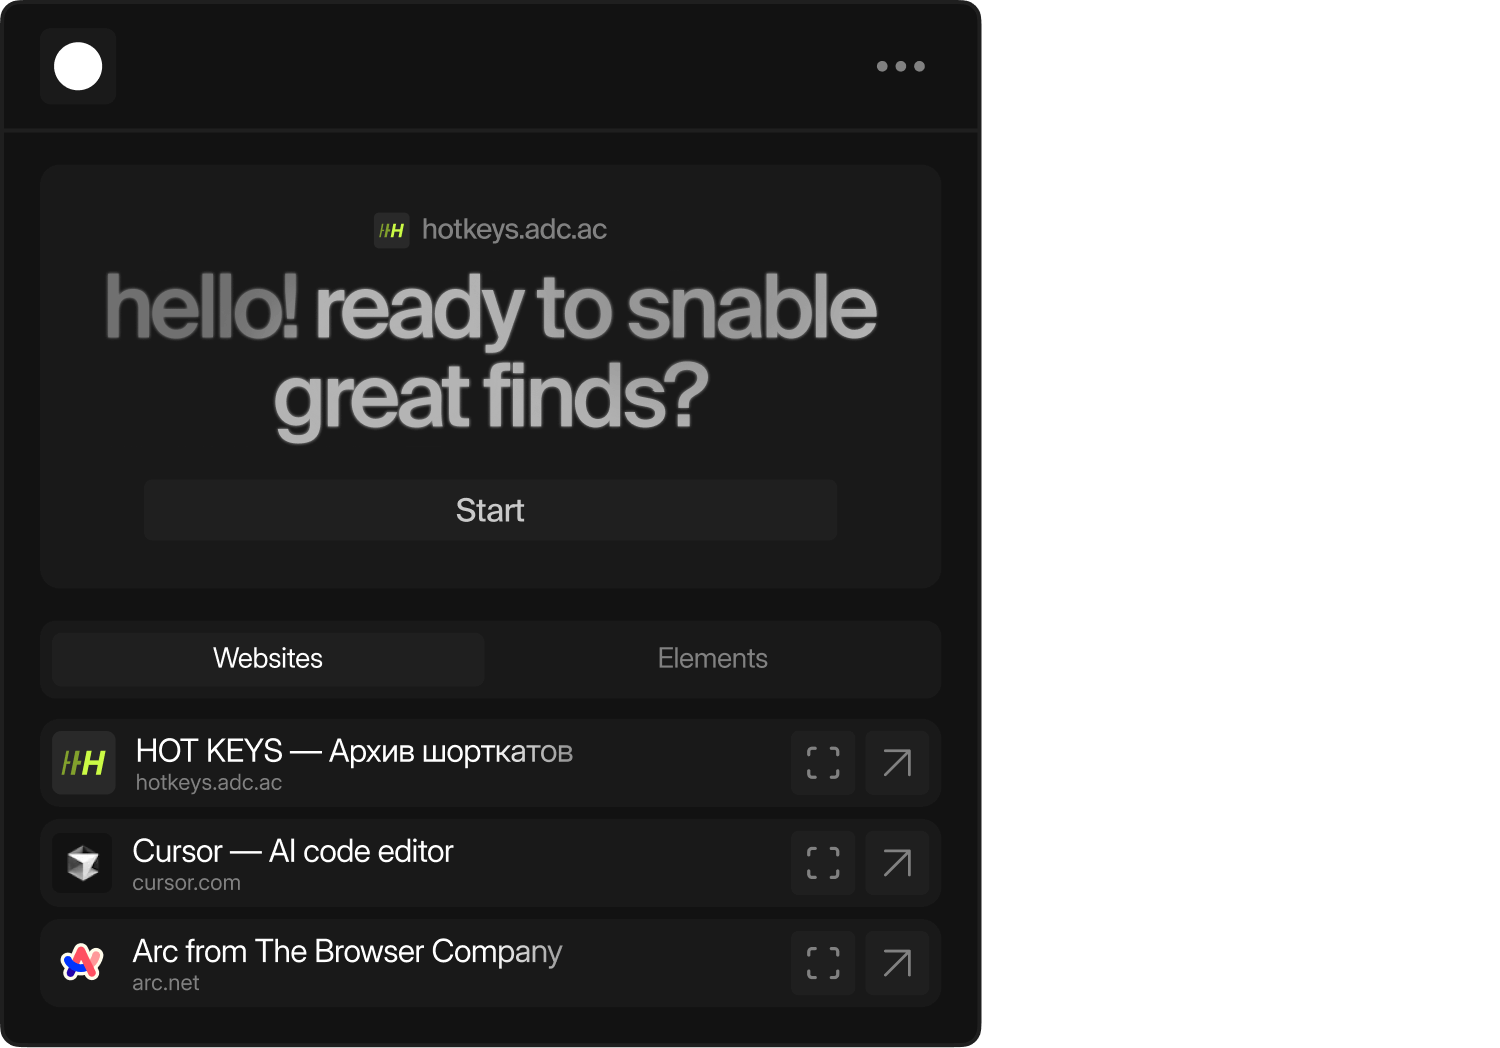 hotkeys.adc.ac
hello! ready to snable
great finds?
Start
Websites
Elements
HOT KEYS — Архив шорткатов
hotkeys.adc.ac
Cursor — AI code editor
cursor.com
Arc from The Browser Company
arc.net